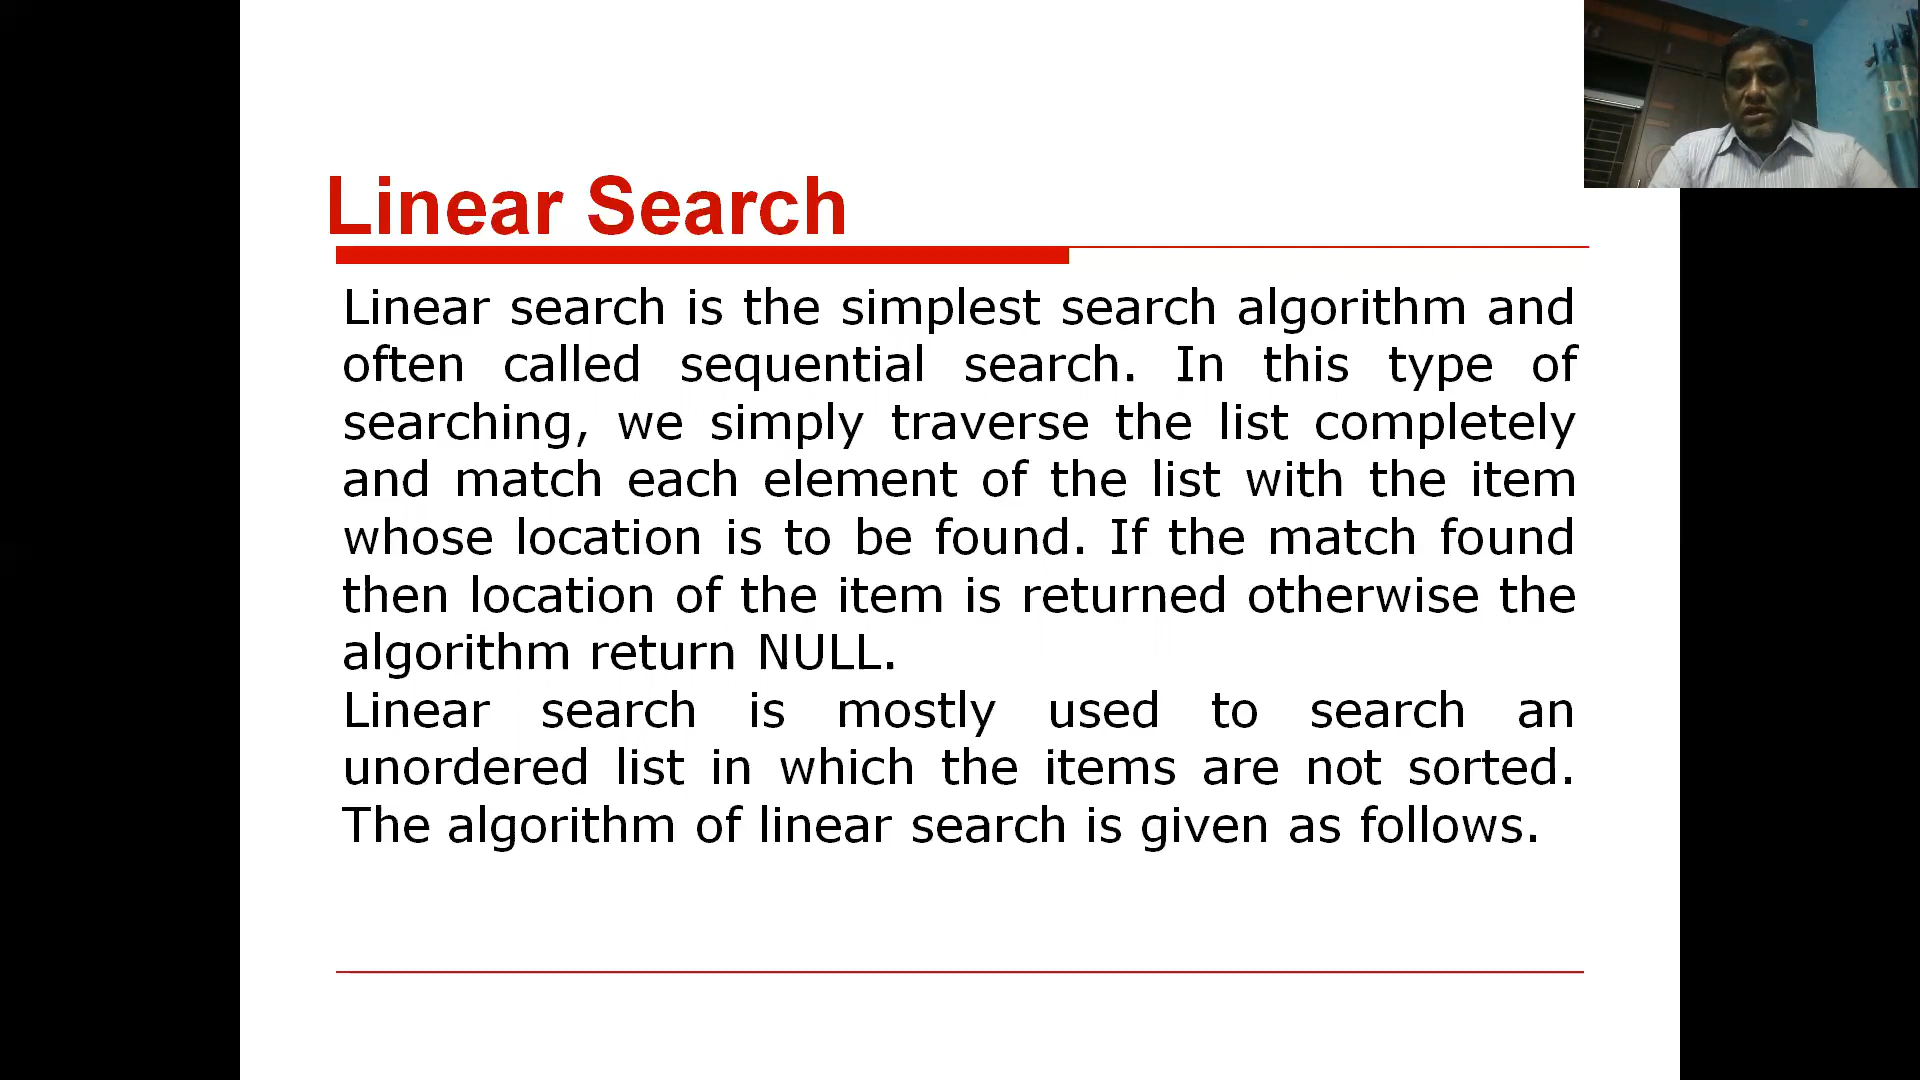 Linear Search
Linear search is the simplest search algorithm and
often called sequential search. In this type of
searching, we simply traverse the list completely
and match each element of the list with the item
whose location is to be found. If the match found
then location of the item is returned otherwise the
algorithm return NULL.
Linear search is mostly used to search an
unordered list in which the items are not sorted.
The algorithm of linear search is given as follows.